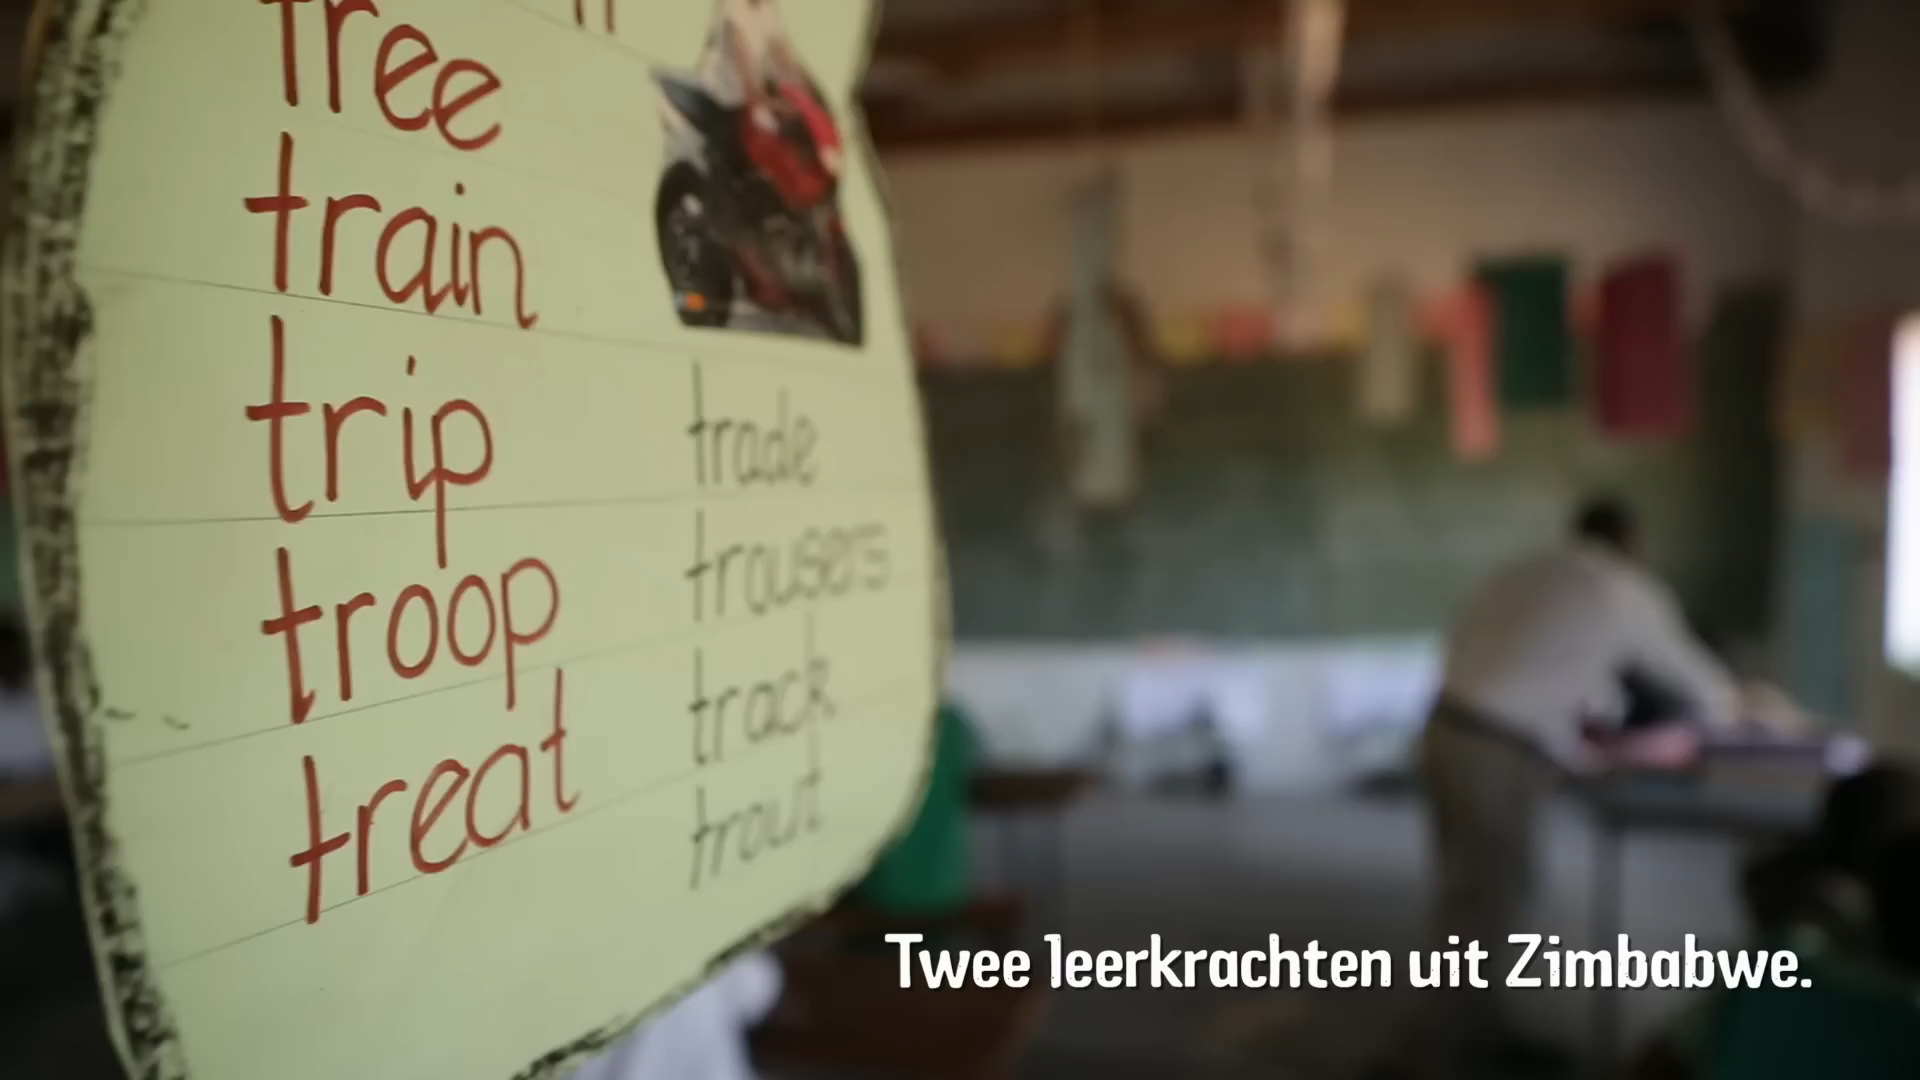 tree
train
trip
troop
treat
trade
trousers
track
trout
Twee leerkrachten uit Zimbabwe.